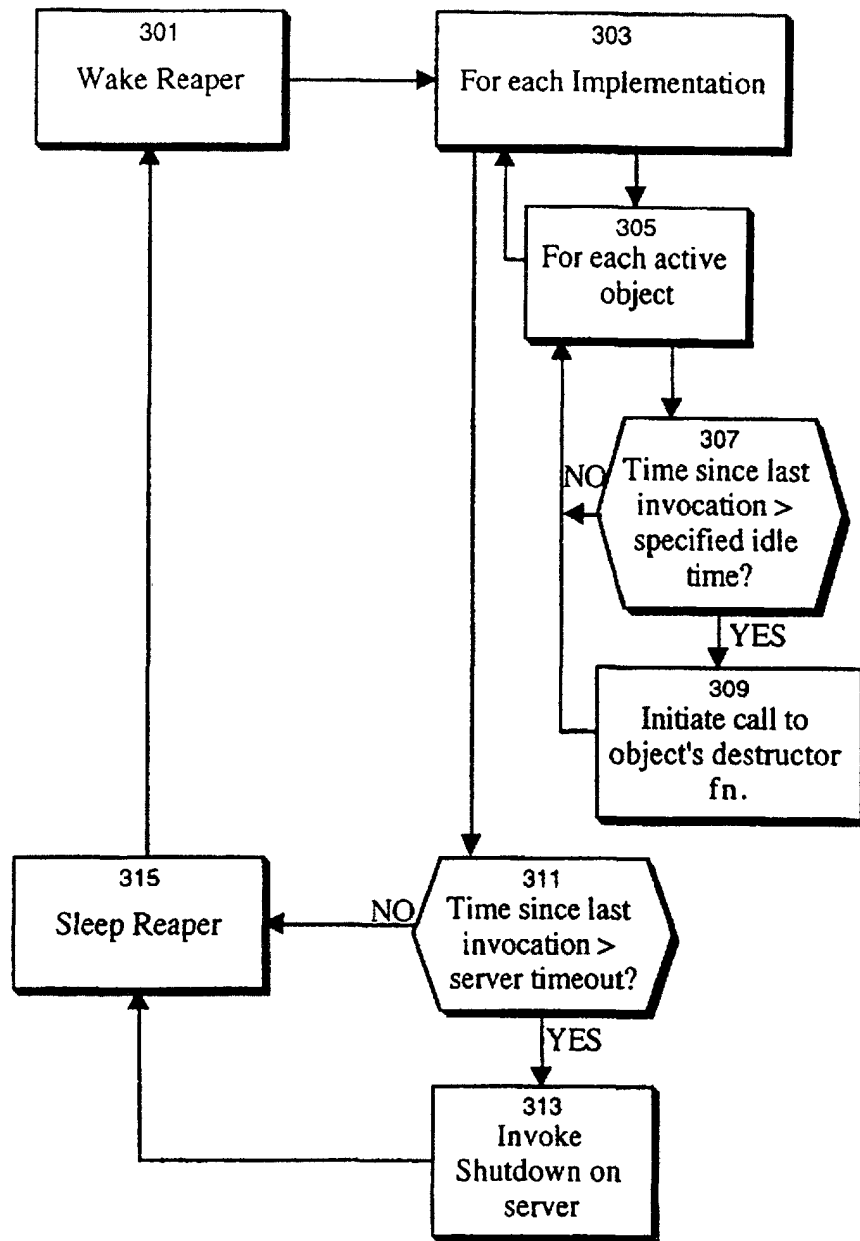 301
Wake Reaper
303
For each Implementation
305
For each active
object
307
Time since last
invocation >
specified idle
time?
NO
YES
309
Initiate call to
object's destructor
fn.
311
Time since last
invocation >
server timeout?
NO
YES
315
Sleep Reaper
313
Invoke
Shutdown on
server